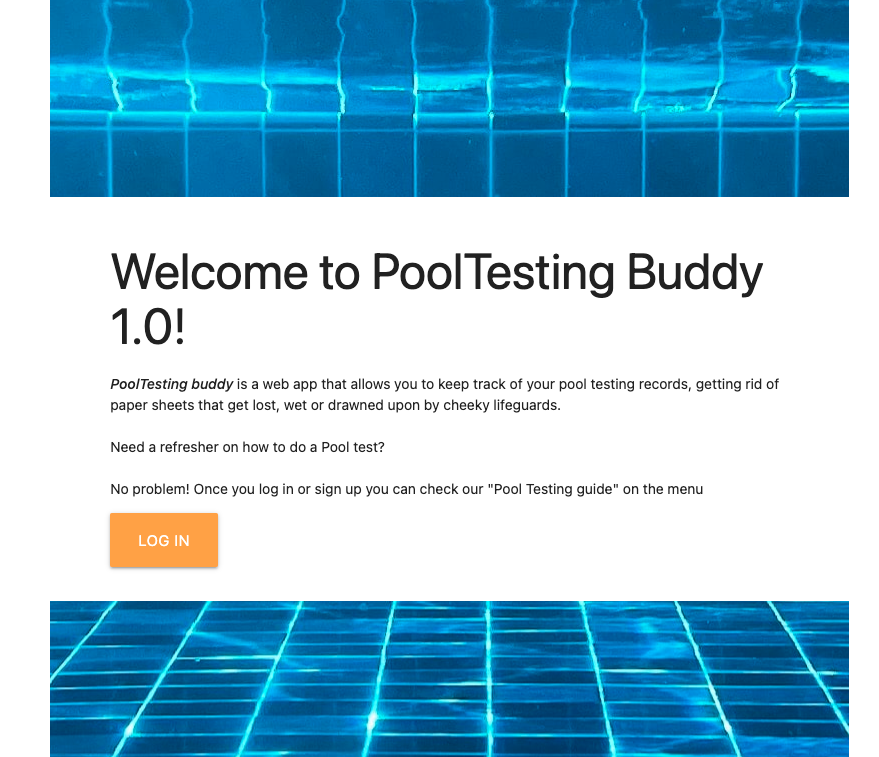 Welcome to PoolTesting Buddy
1.0!
PoolTesting buddy is a web app that allows you to keep track of your pool testing records, getting rid of
paper sheets that get lost, wet or drawned upon by cheeky lifeguards.
Need a refresher on how to do a Pool test?
No problem! Once you log in or sign up you can check our "Pool Testing guide" on the menu
LOG IN